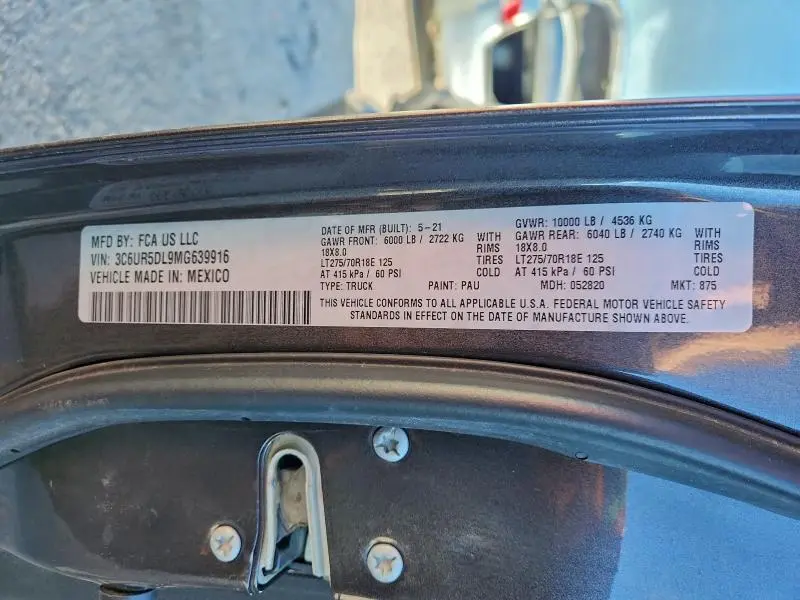 MFD BY: FCA US LLC
VIN: 3C6UR5DL9MG639916
VEHICLE MADE IN: MEXICO
DATE OF MFR (BUILT): 5-21
GAWR FRONT: 6000 LB / 2722 KG WITH
18X8.0 RIMS
LT275/70R18E 125 TIRES
AT 415 kPa / 60 PSI COLD
TYPE: TRUCK PAINT: PAU
GVWR: 10000 LB / 4536 KG
GAWR REAR: 6040 LB / 2740 KG WITH
18X8.0 RIMS
LT275/70R18E 125 TIRES
AT 415 kPa / 60 PSI COLD
MDH: 052820 MKT: 875
THIS VEHICLE CONFORMS TO ALL APPLICABLE U.S.A. FEDERAL MOTOR VEHICLE SAFETY
STANDARDS IN EFFECT ON THE DATE OF MANUFACTURE SHOWN ABOVE.